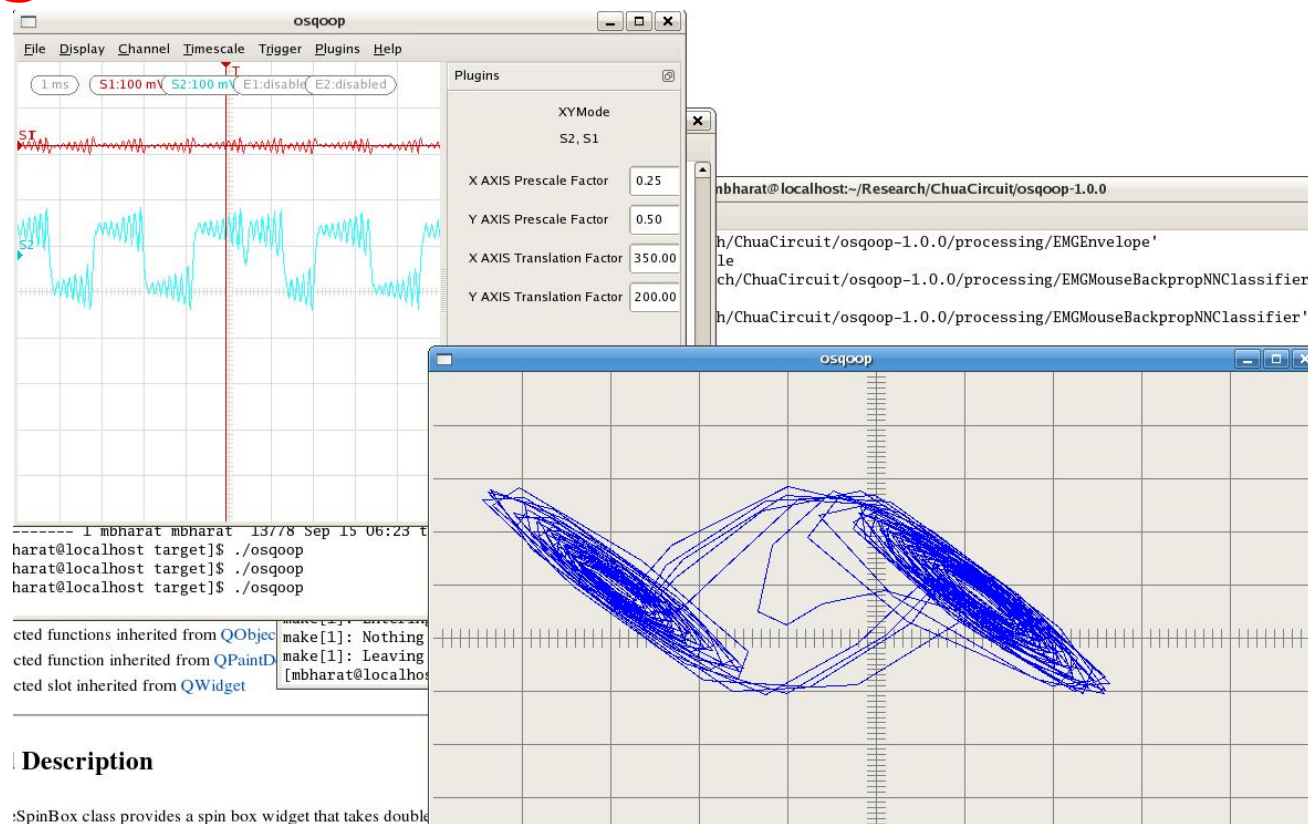 osqoop
File Display Channel Timescale Trigger Plugins Help
1 ms
S1:100 mV
S2:100 mV
E1:disable
E2:disabled
T
S1
T
S2
Plugins
XYMode
S2, S1
X AXIS Prescale Factor 0.25
Y AXIS Prescale Factor 0.50
X AXIS Translation Factor 350.00
Y AXIS Translation Factor 200.00
mbharat@localhost:~/Research/ChuaCircuit/osqoop-1.0.0
h/ChuaCircuit/osqoop-1.0.0/processing/EMGEnvelope'
le
ch/ChuaCircuit/osqoop-1.0.0/processing/EMGMouseBackpropNNClassifier
h/ChuaCircuit/osqoop-1.0.0/processing/EMGMouseBackpropNNClassifier'
osqoop
------- 1 mbharat mbharat 13778 Sep 15 06:23 t
harat@localhost target]$ ./osqoop
harat@localhost target]$ ./osqoop
harat@localhost target]$ ./osqoop
make[1]: Entering
make[1]: Nothing
make[1]: Leaving
[mbharat@localhos
cted functions inherited from QObjec
cted function inherited from QPaintD
cted slot inherited from QWidget
Description
eSpinBox class provides a spin box widget that takes double